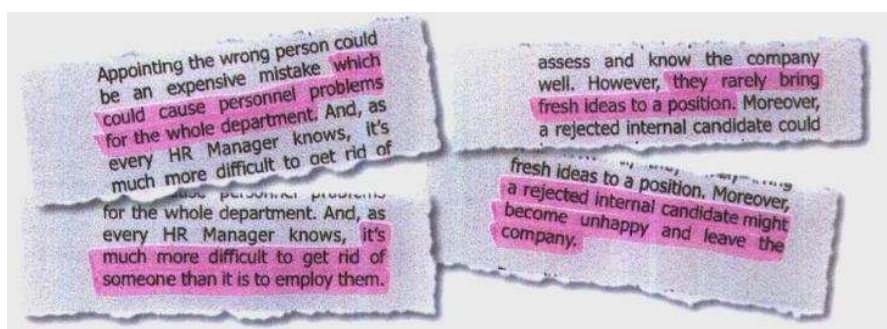 Appointing the wrong person could
be an expensive mistake which
could cause personnel problems
for the whole department. And, as
every HR Manager knows, it's
much more difficult to get rid of
for the whole department. And, as
every HR Manager knows, it's
much more difficult to get rid of
someone than it is to employ them.
assess and know the company
well. However, they rarely bring
fresh ideas to a position. Moreover,
a rejected internal candidate could
fresh ideas to a position. Moreover,
a rejected internal candidate might
become unhappy and leave the
company.